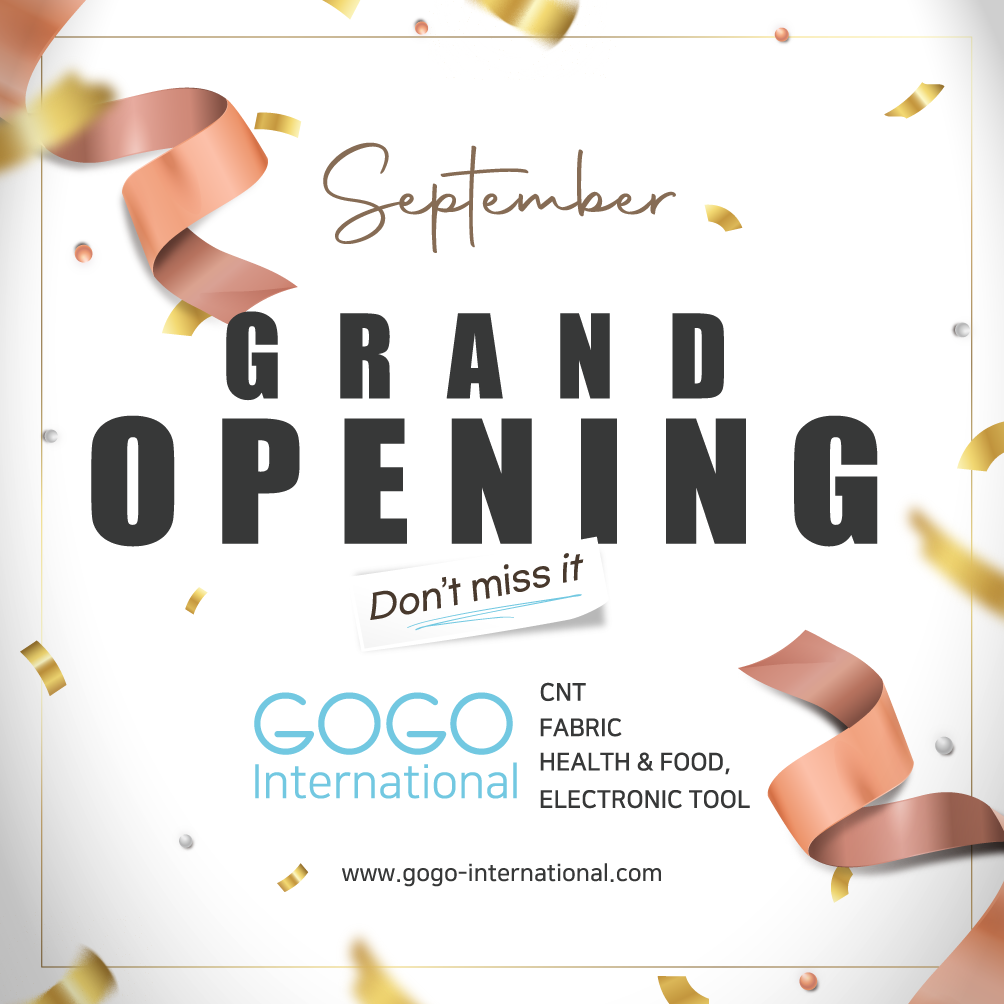 September
GRAND
OPENING
Don't miss it
GOGO
International
CNT
FABRIC
HEALTH & FOOD,
ELECTRONIC TOOL
www.gogo-international.com